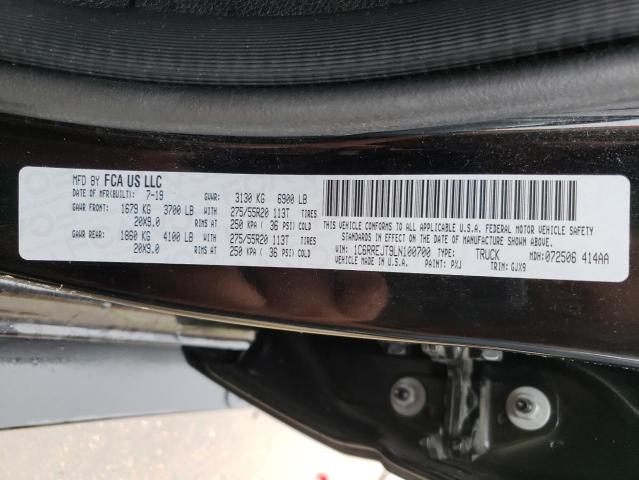 MFD BY FCA US LLC
DATE OF MFR(BUILT): 7-19 GVWR: 3130 KG 6900 LB
GAWR FRONT: 1679 KG 3700 LB WITH 275/55R20 113T TIRES
20X9.0 RIMS AT 250 KPA ( 36 PSI) COLD
GAWR REAR: 1860 KG 4100 LB WITH 275/55R20 113T TIRES
20X9.0 RIMS AT 250 KPA ( 36 PSI) COLD
THIS VEHICLE CONFORMS TO ALL APPLICABLE U.S.A. FEDERAL MOTOR VEHICLE SAFETY
STANDARDS IN EFFECT ON THE DATE OF MANUFACTURE SHOWN ABOVE.
VIN: 1C6RREJT9LN100700 TYPE: TRUCK MDH:072506 414AA
VEHICLE MADE IN U.S.A. PAINT: PXJ TRIM: GJX9